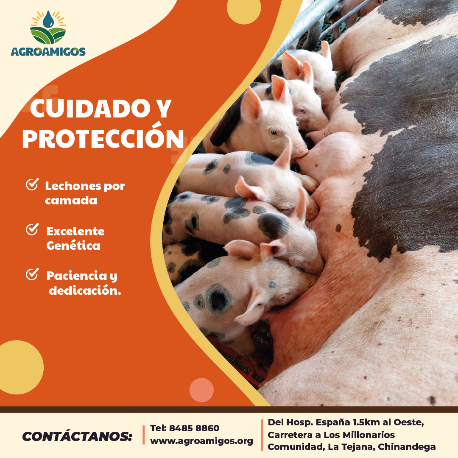 AGROAMIGOS
CUIDADO Y
PROTECCIÓN
Lechones por
camada
Excelente
Genética
Paciencia y
dedicación.
CONTÁCTANOS:
Tel: 8485 8860
www.agroamigos.org
Del Hosp. España 1.5km al Oeste,
Carretera a Los Millonarios
Comunidad, La Tejana, Chinandega